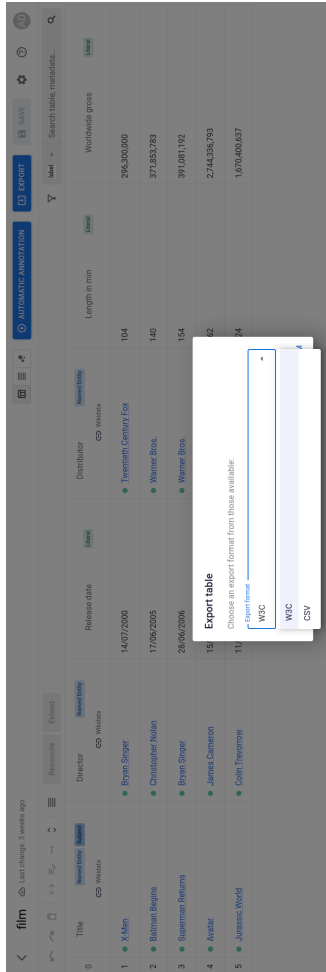 film
Last change: 3 weeks ago
AUTOMATIC ANNOTATION
EXPORT
SAVE
AD
Reconcile
Extend
label
Search table, metadata...
0
Title
Named Entity
Subject
Wikidata
Director
Named Entity
Wikidata
Release date
Literal
Distributor
Named Entity
Wikidata
Length in min
Literal
Worldwide gross
Literal
1 X-Men Bryan Singer 14/07/2000 Twentieth Century Fox 104 296,300,000
2 Batman Begins Christopher Nolan 17/06/2005 Warner Bros. 140 371,853,783
3 Superman Returns Bryan Singer 28/06/2006 Warner Bros. 154 391,081,192
4 Avatar James Cameron 15/ 62 2,744,336,793
5 Jurassic World Colin Trevorrow 11/ 24 1,670,400,637
Export table
Choose an export format from those available:
Export format
W3C
W3C
CSV